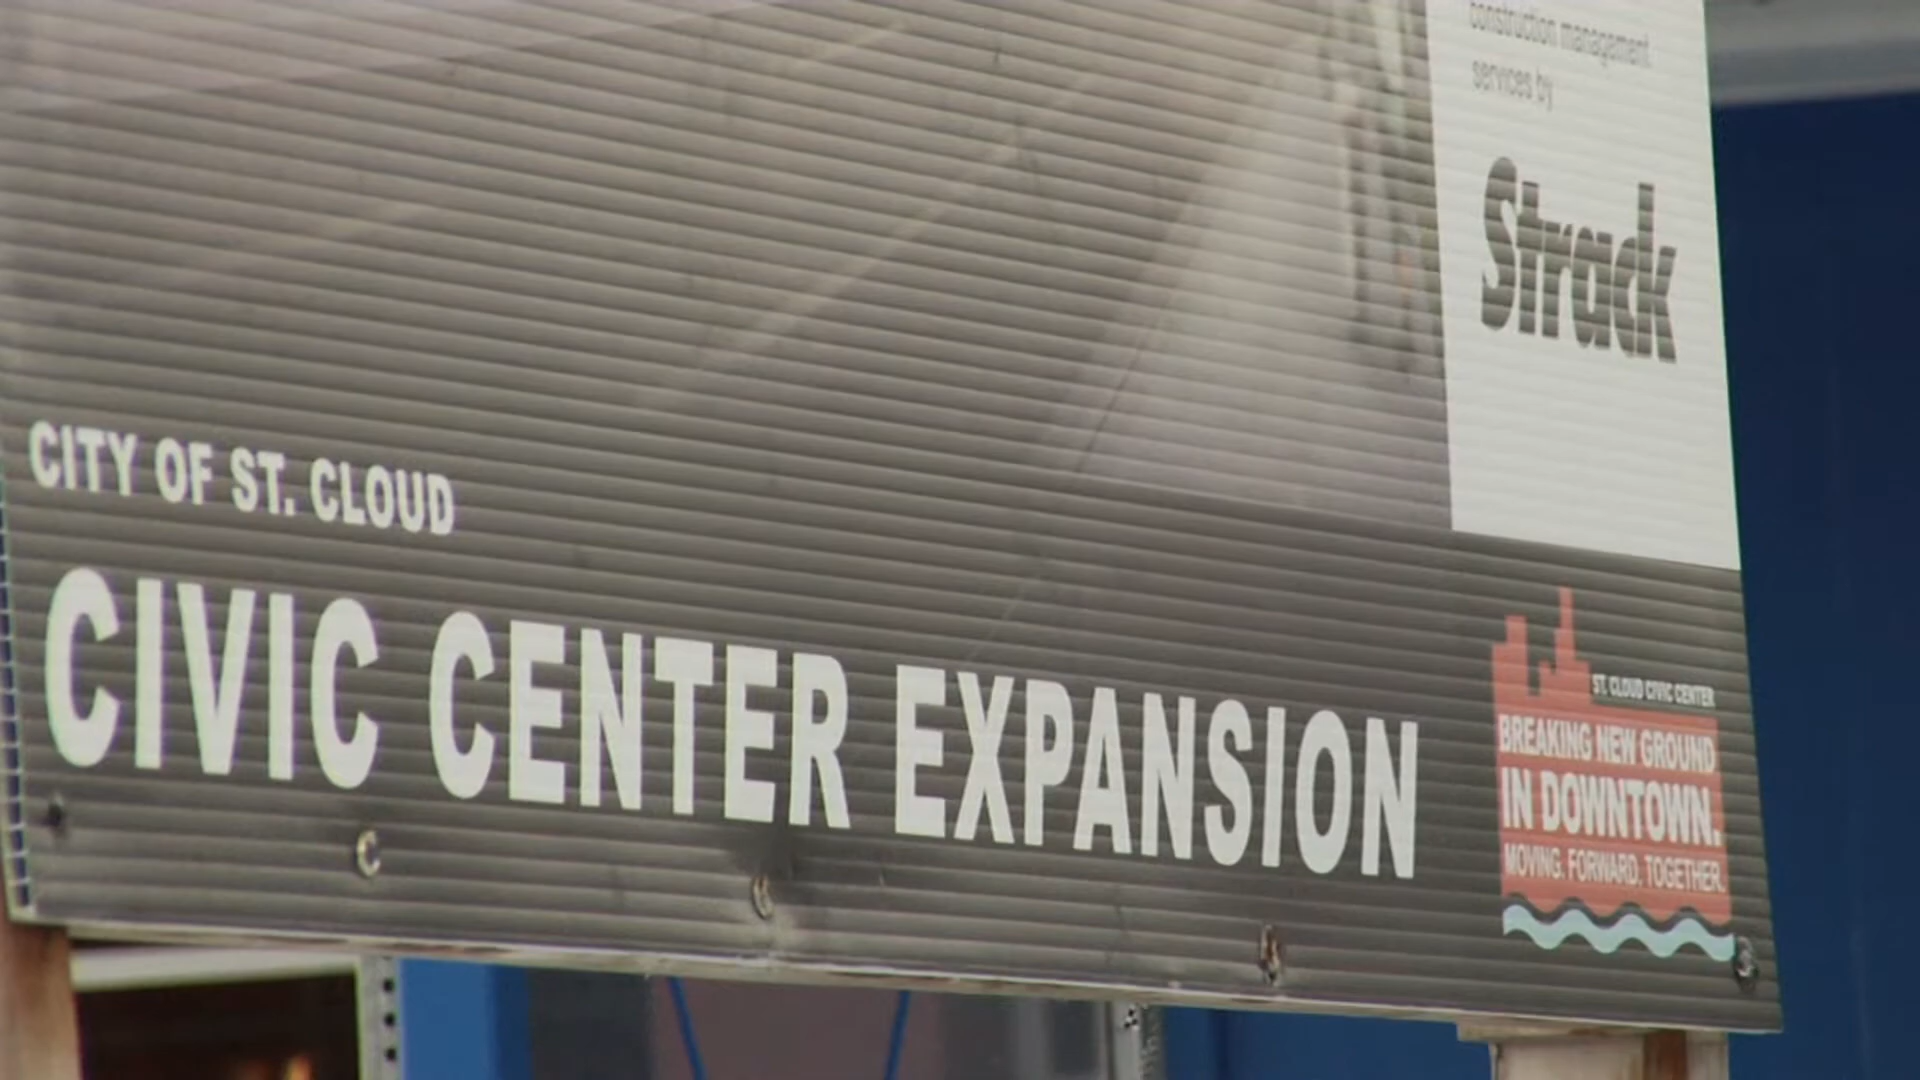 construction management
services by
Strack
CITY OF ST. CLOUD
CIVIC CENTER EXPANSION
ST. CLOUD CIVIC CENTER
BREAKING NEW GROUND
IN DOWNTOWN.
MOVING. FORWARD. TOGETHER.